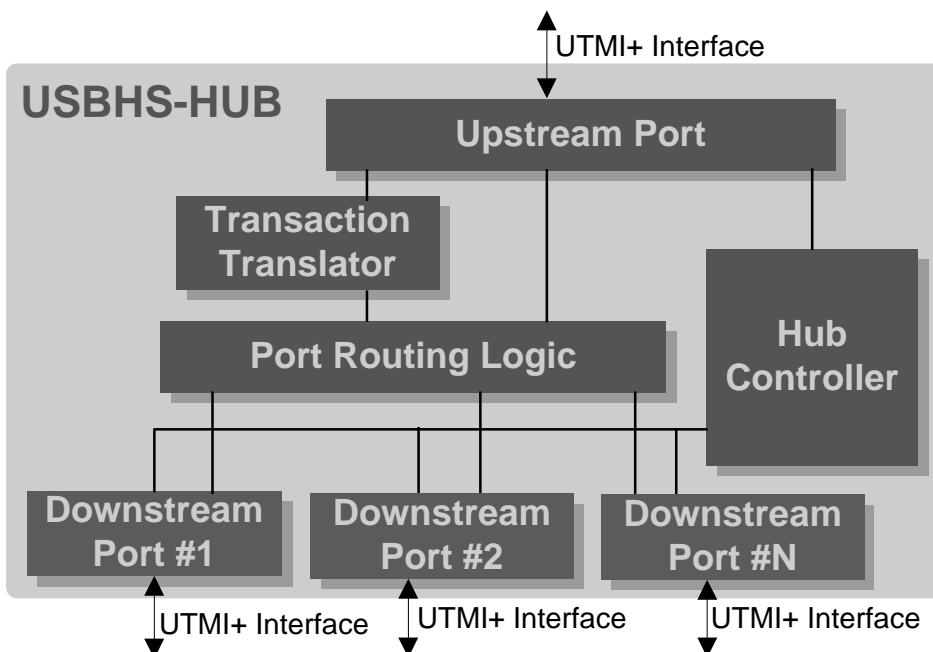 UTMI+ Interface
USBHS-HUB
Upstream Port
Transaction
Translator
Hub
Controller
Port Routing Logic
Downstream
Port #1
Downstream
Port #2
Downstream
Port #N
UTMI+ Interface
UTMI+ Interface
UTMI+ Interface